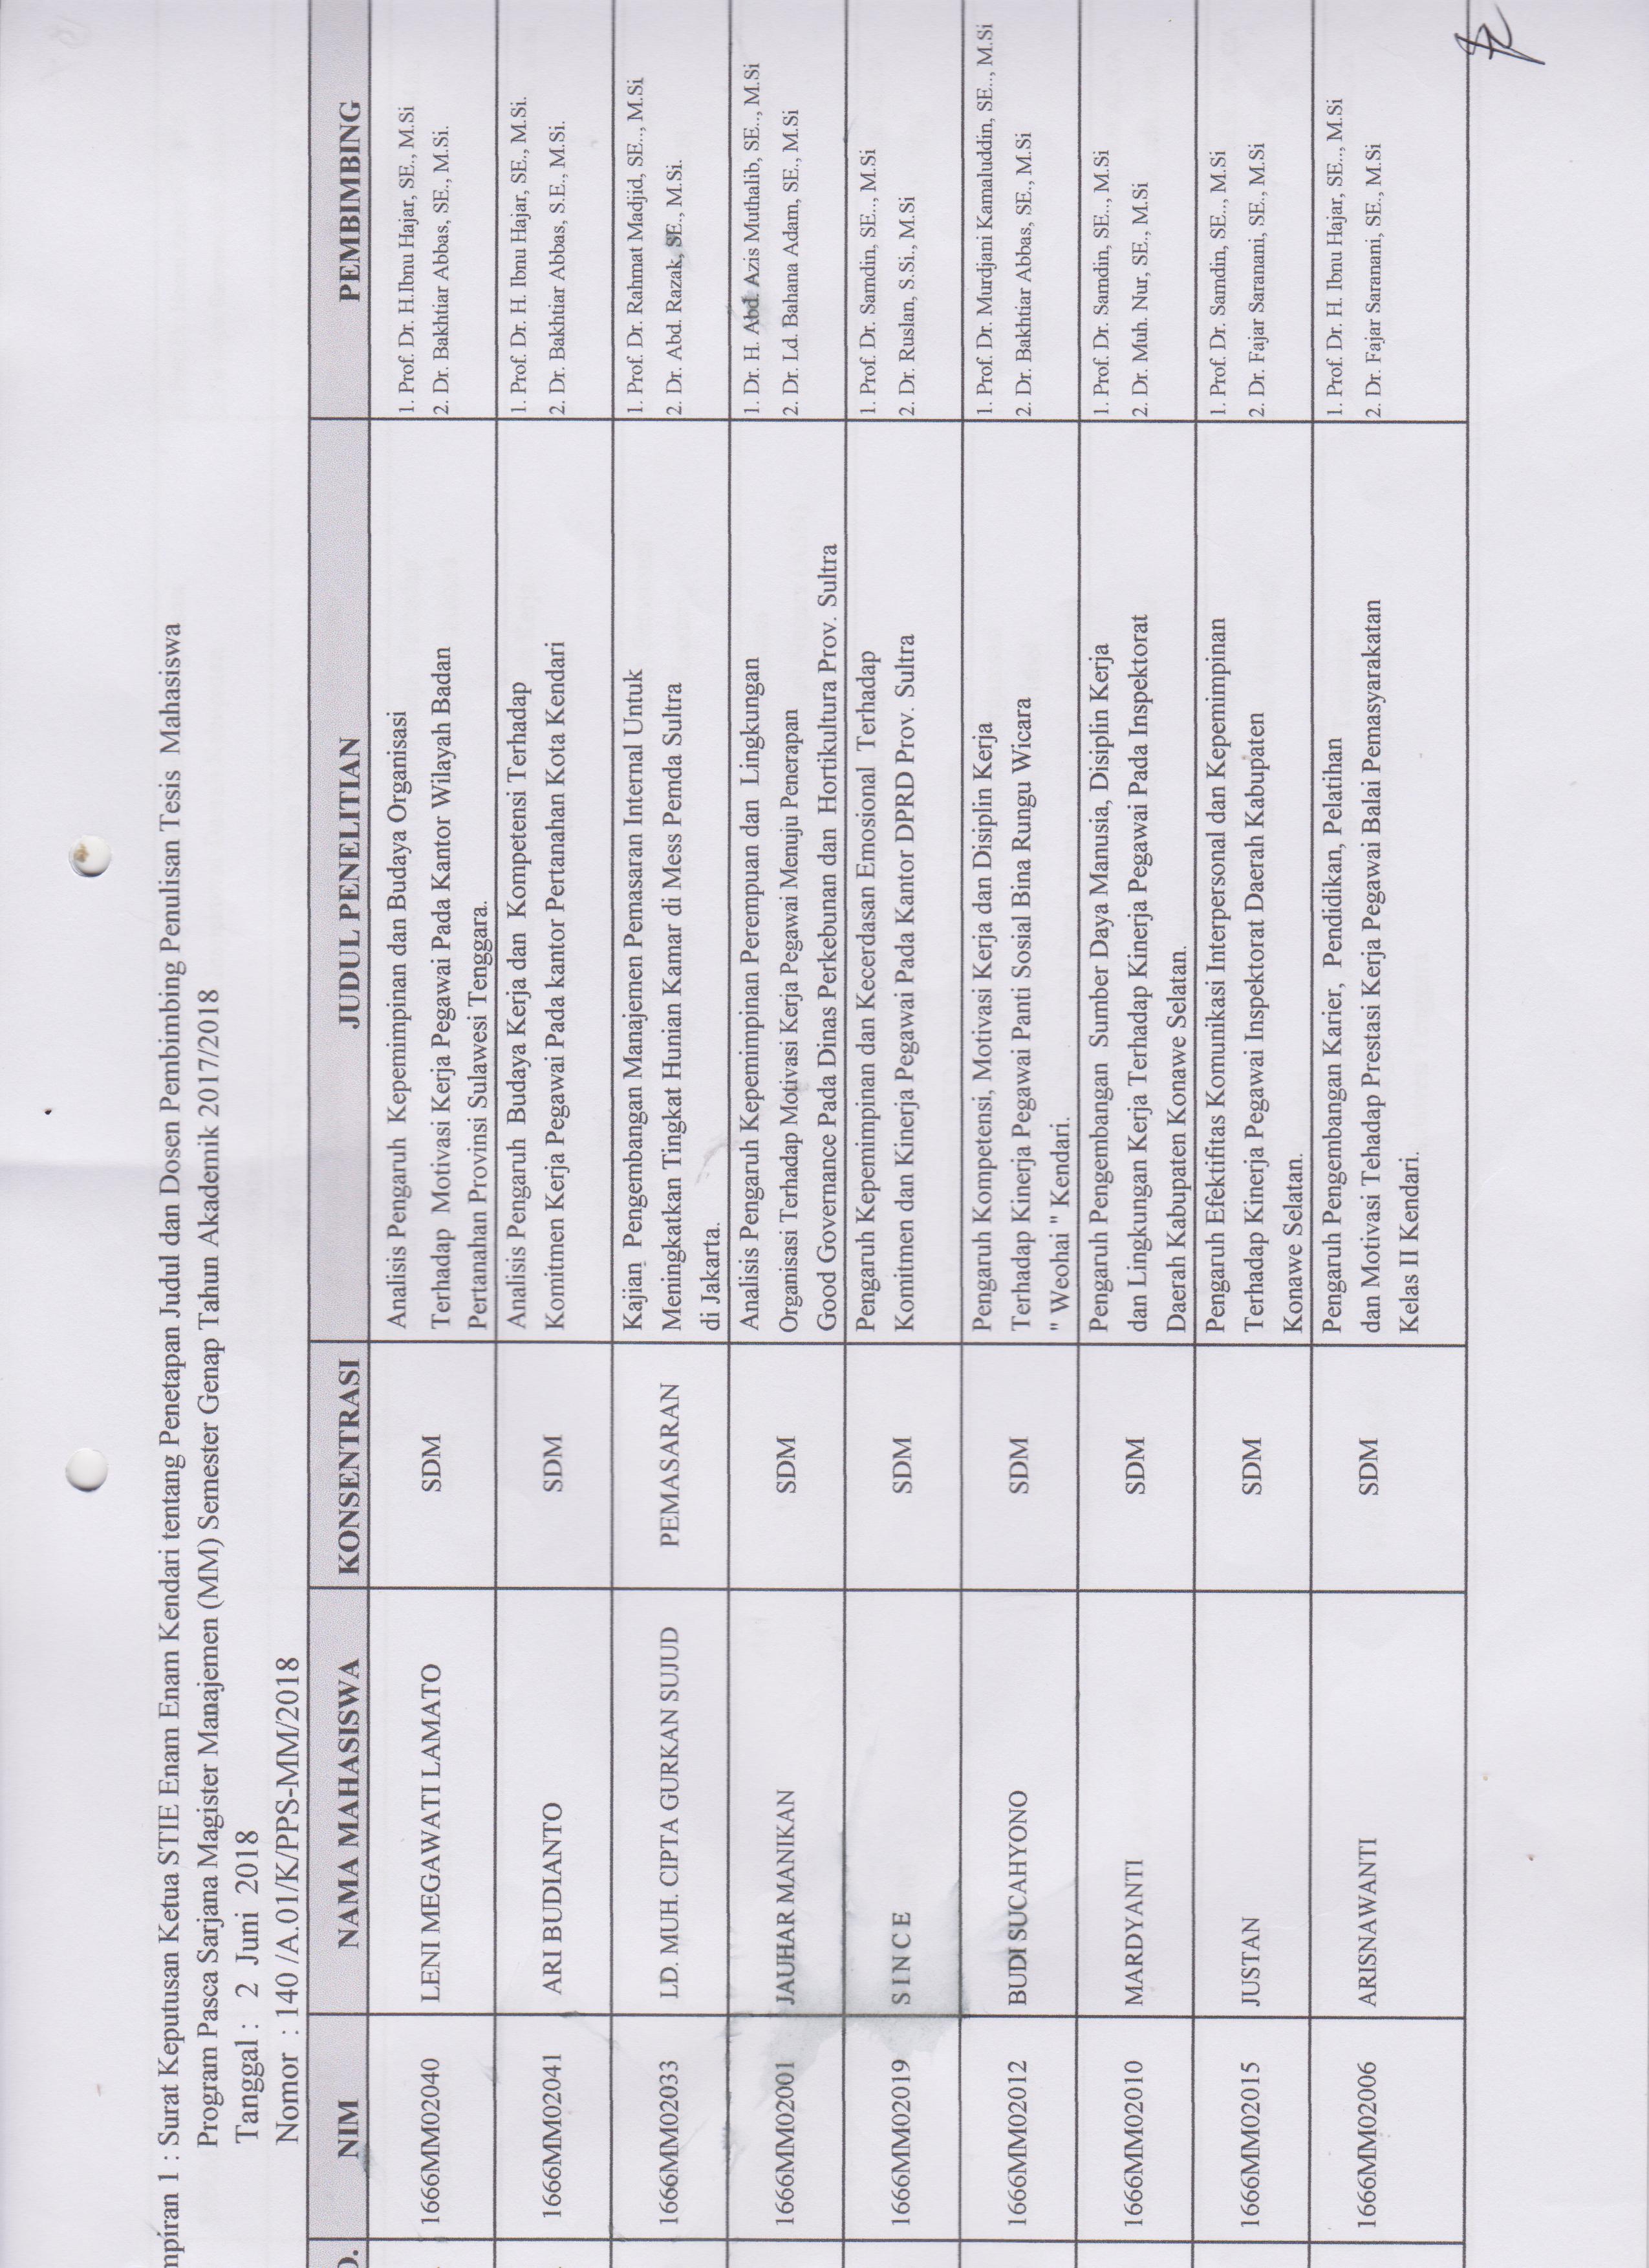 mpiran 1 : Surat Keputusan Ketua STIE Enam Enam Kendari tentang Penetapan Judul dan Dosen Pembimbing Penulisan Tesis Mahasiswa
Program Pasca Sarjana Magister Manajemen (MM) Semester Genap Tahun Akademik 2017/2018
Tanggal : 2 Juni 2018
Nomor : 140 /A.01/K/PPS-MM/2018
O. NIM NAMA MAHASISWA KONSENTRASI JUDUL PENELITIAN PEMBIMBING
1666MM02040 LENI MEGAWATI LAMATO SDM
Analisis Pengaruh Kepemimpinan dan Budaya Organisasi
Terhadap Motivasi Kerja Pegawai Pada Kantor Wilayah Badan
Pertanahan Provinsi Sulawesi Tenggara.
1. Prof. Dr. H.Ibnu Hajar, SE., M.Si
2. Dr. Bakhtiar Abbas, SE., M.Si.
1666MM02041 ARI BUDIANTO SDM
Analisis Pengaruh Budaya Kerja dan Kompetensi Terhadap
Komitmen Kerja Pegawai Pada kantor Pertanahan Kota Kendari
1. Prof. Dr. H. Ibnu Hajar, SE., M.Si.
2. Dr. Bakhtiar Abbas, S.E., M.Si.
1666MM02033 LD. MUH. CIPTA GURKAN SUJUD PEMASARAN
Kajian Pengembangan Manajemen Pemasaran Internal Untuk
Meningkatkan Tingkat Hunian Kamar di Mess Pemda Sultra
di Jakarta.
1. Prof. Dr. Rahmat Madjid, SE.., M.Si
2. Dr. Abd. Razak, SE., M.Si.
1666MM02001 JAUHAR MANIKAN SDM
Analisis Pengaruh Kepemimpinan Perempuan dan Lingkungan
Organisasi Terhadap Motivasi Kerja Pegawai Menuju Penerapan
Good Governance Pada Dinas Perkebunan dan Hortikultura Prov. Sultra
1. Dr. H. Abd. Azis Muthalib, SE.., M.Si
2. Dr. Ld. Bahana Adam, SE., M.Si
1666MM02019 S I N C E SDM
Pengaruh Kepemimpinan dan Kecerdasan Emosional Terhadap
Komitmen dan Kinerja Pegawai Pada Kantor DPRD Prov. Sultra
1. Prof. Dr. Samdin, SE.., M.Si
2. Dr. Ruslan, S.Si., M.Si
1666MM02012 BUDI SUCAHYONO SDM
Pengaruh Kompetensi, Motivasi Kerja dan Disiplin Kerja
Terhadap Kinerja Pegawai Panti Sosial Bina Rungu Wicara
" Weohai " Kendari.
1. Prof. Dr. Murdjani Kamaluddin, SE.., M.Si
2. Dr. Bakhtiar Abbas, SE., M.Si
1666MM02010 MARDYANTI SDM
Pengaruh Pengembangan Sumber Daya Manusia, Disiplin Kerja
dan Lingkungan Kerja Terhadap Kinerja Pegawai Pada Inspektorat
Daerah Kabupaten Konawe Selatan.
1. Prof. Dr. Samdin, SE.., M.Si
2. Dr. Muh. Nur, SE., M.Si
1666MM02015 JUSTAN SDM
Pengaruh Efektifitas Komunikasi Interpersonal dan Kepemimpinan
Terhadap Kinerja Pegawai Inspektorat Daerah Kabupaten
Konawe Selatan.
1. Prof. Dr. Samdin, SE.., M.Si
2. Dr. Fajar Saranani, SE., M.Si
1666MM02006 ARISNAWANTI SDM
Pengaruh Pengembangan Karier, Pendidikan, Pelatihan
dan Motivasi Tehadap Prestasi Kerja Pegawai Balai Pemasyarakatan
Kelas II Kendari.
1. Prof. Dr. H. Ibnu Hajar, SE.., M.Si
2. Dr. Fajar Saranani, SE., M.Si